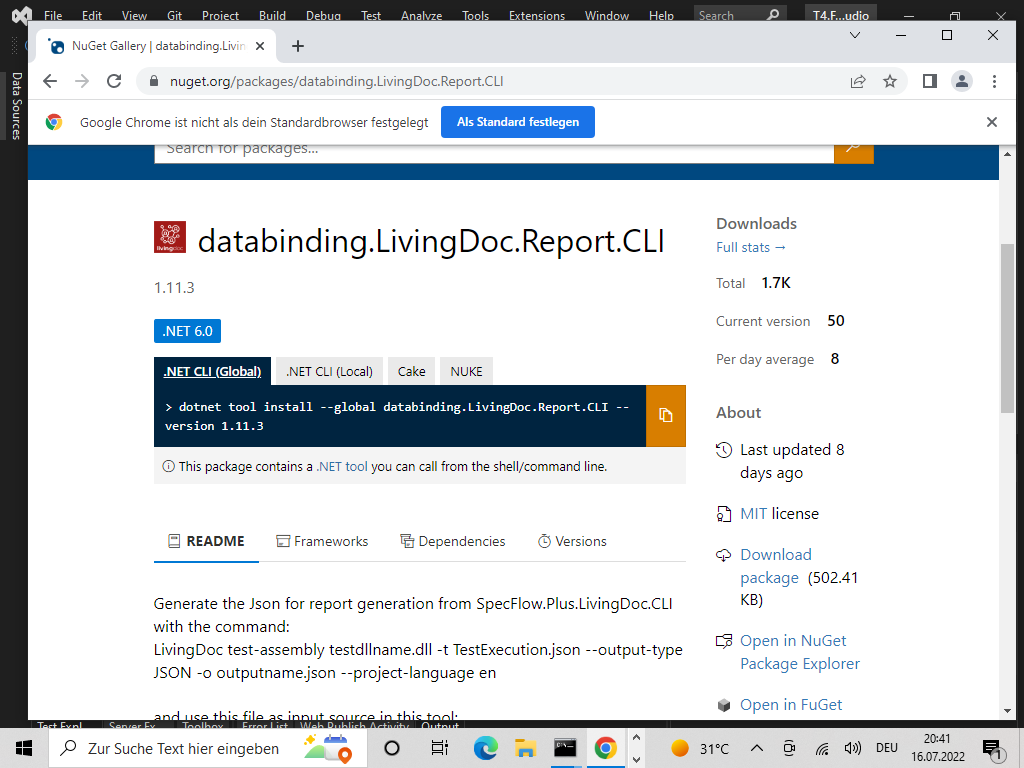 File Edit View Git Project Build Debug Test Analyze Tools Extensions Window Help Search T4.F...udio
NuGet Gallery | databinding.Livin
nuget.org/packages/databinding.LivingDoc.Report.CLI
Data Sources
Google Chrome ist nicht als dein Standardbrowser festgelegt Als Standard festlegen
Search for packages...
livingdoc
databinding.LivingDoc.Report.CLI
1.11.3
.NET 6.0
.NET CLI (Global) .NET CLI (Local) Cake NUKE
> dotnet tool install --global databinding.LivingDoc.Report.CLI --
version 1.11.3
This package contains a .NET tool you can call from the shell/command line.
README Frameworks Dependencies Versions
Generate the Json for report generation from SpecFlow.Plus.LivingDoc.CLI
with the command:
LivingDoc test-assembly testdllname.dll -t TestExecution.json --output-type
JSON -o outputname.json --project-language en
and use this file as input source in this tool:
Downloads
Full stats →
Total 1.7K
Current version 50
Per day average 8
About
Last updated 8
days ago
MIT license
Download
package (502.41
KB)
Open in NuGet
Package Explorer
Open in FuGet
Test Expl... Server Ex... Toolbox Error List Web Publish Activity Output
Zur Suche Text hier eingeben
31°C
DEU
20:41
16.07.2022
1